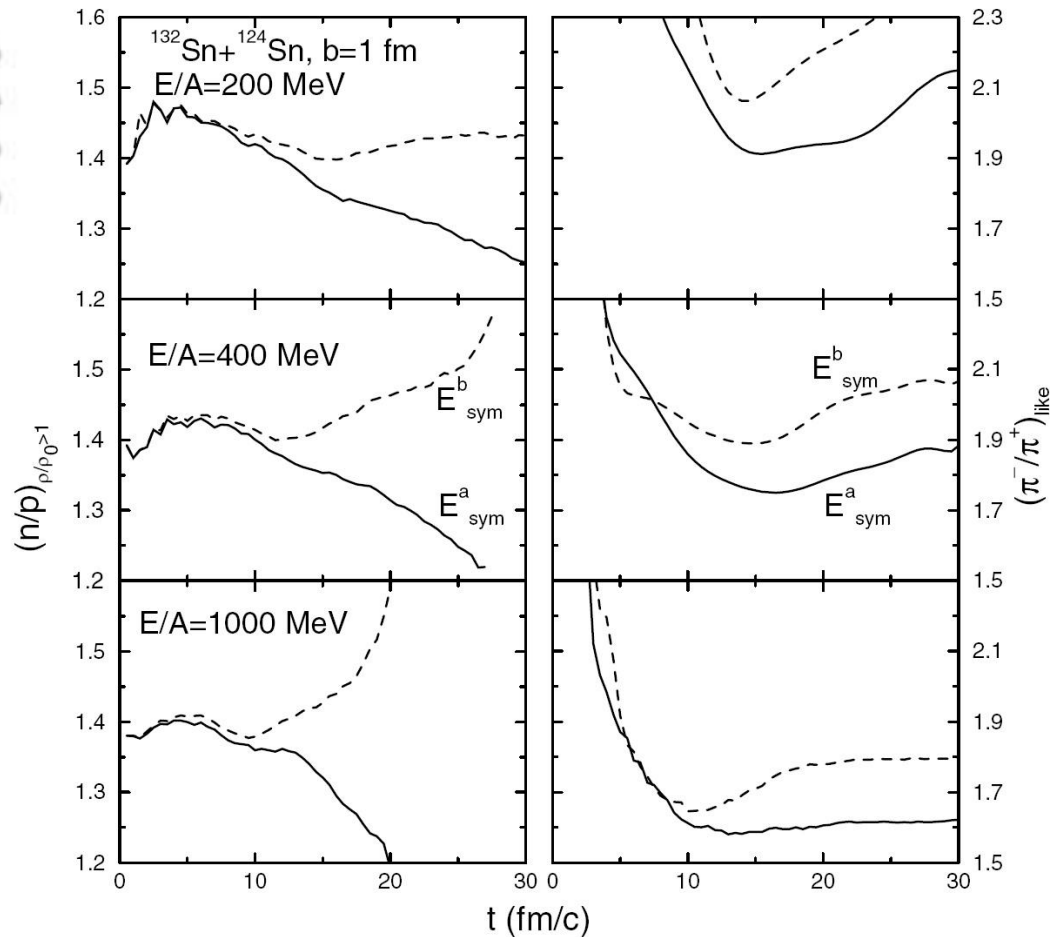 ¹³²Sn+¹²⁴Sn, b=1 fm
E/A=200 MeV
1.6
1.5
1.4
1.3
1.2
2.3
2.1
1.9
1.7
1.5
E/A=400 MeV
E^b_sym
E^a_sym
1.5
1.4
1.3
1.2
E^b_sym
E^a_sym
2.1
1.9
1.7
1.5
E/A=1000 MeV
1.5
1.4
1.3
1.2
2.1
1.9
1.7
1.5
(n/p)_ρ/ρ₀>1
(π⁻/π⁺)_like
0 10 20 30
0 10 20 30
t (fm/c)